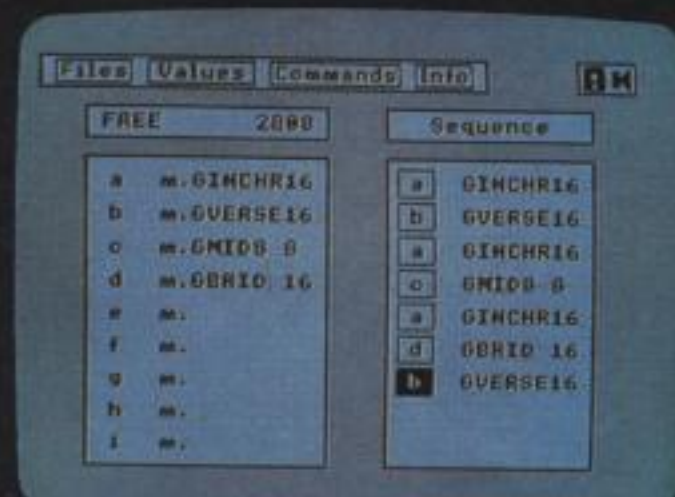 Files Values Commands Info
FREE 2808
a m.GINCHR16
b m.GVERSE16
c m.GMIDS 8
d m.GBRID 16
e m.
f m.
g m.
h m.
i m.
Sequence
a GINCHR16
b GVERSE16
a GINCHR16
c GMIDS 8
a GINCHR16
d GBRID 16
b GVERSE16